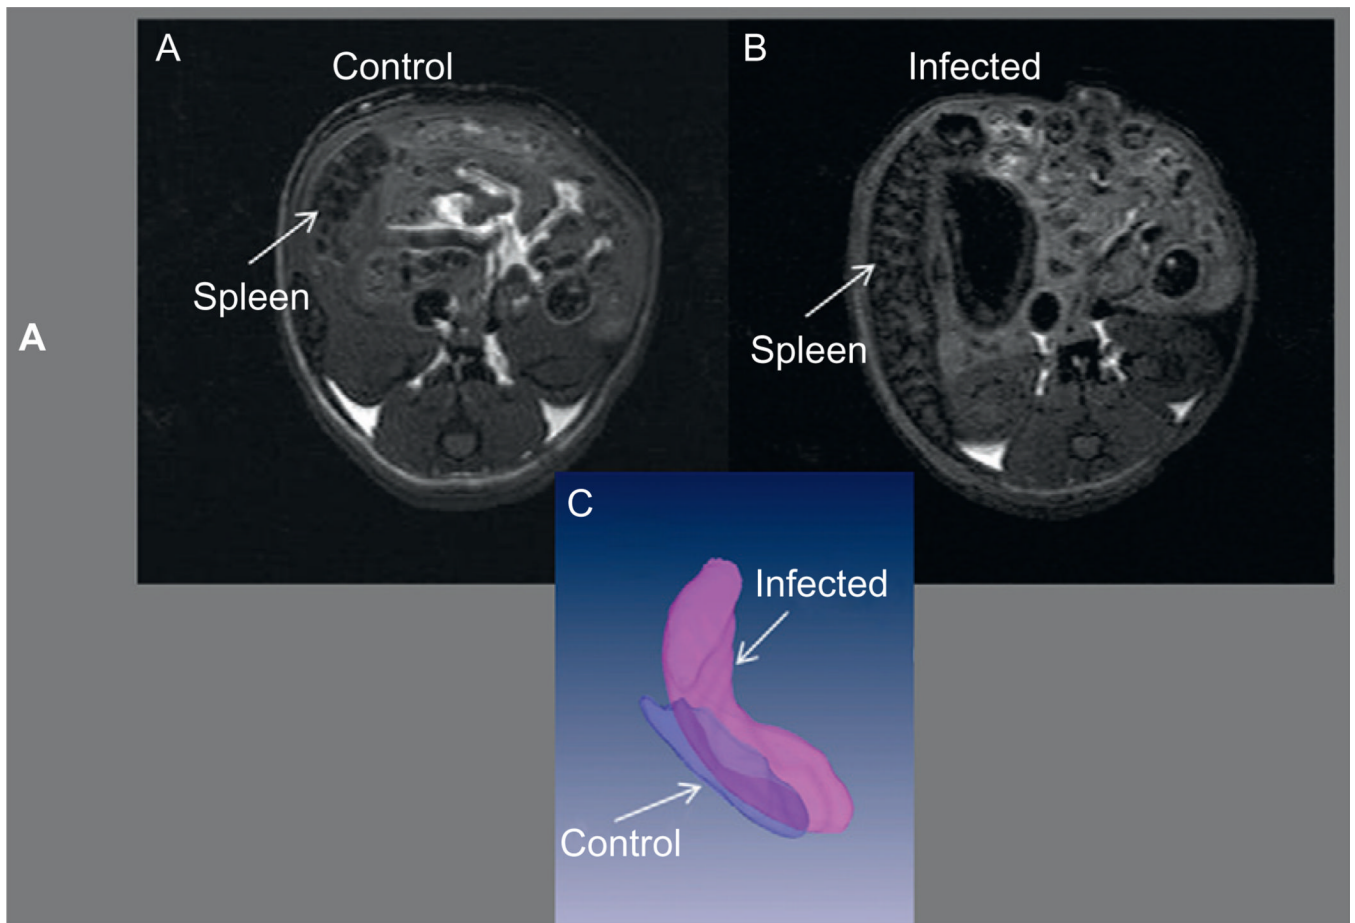 A
Control
Spleen
B
Infected
Spleen
A
C
Infected
Control